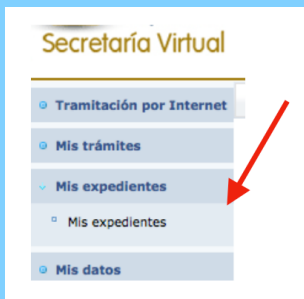 Secretaría Virtual
Tramitación por Internet
Mis trámites
Mis expedientes
Mis expedientes
Mis datos